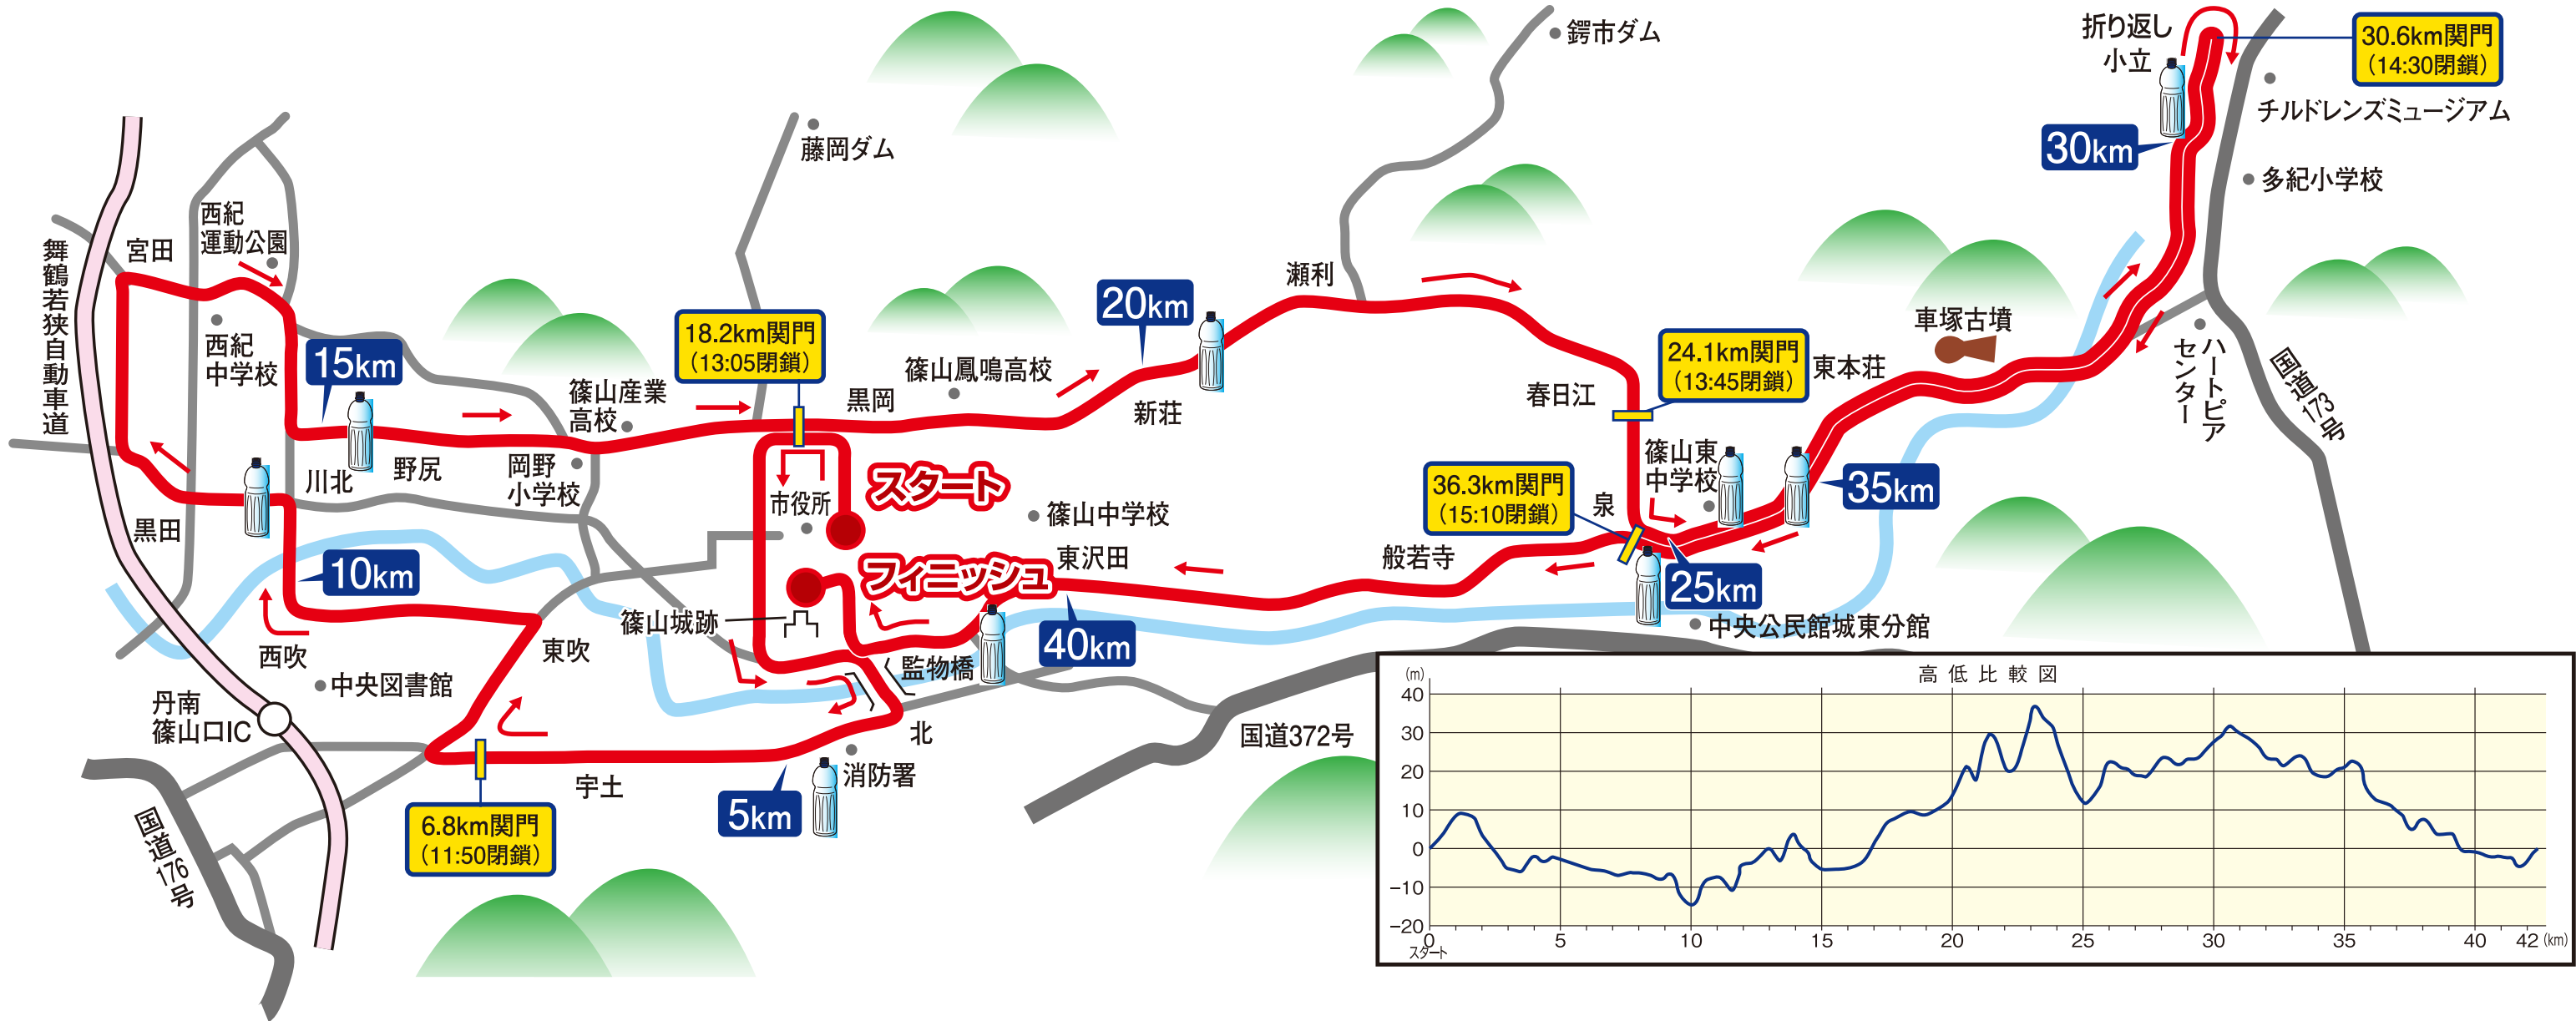 折り返し
小立
30.6km関門
(14:30閉鎖)
鍔市ダム
チルドレンズミュージアム
藤岡ダム
30km
多紀小学校
西紀
運動公園
宮田
舞鶴若狭自動車道
瀬利
20km
車塚古墳
18.2km関門
(13:05閉鎖)
24.1km関門
(13:45閉鎖)
東本荘
西紀
中学校
15km
篠山鳳鳴高校
黒岡
新荘
春日江
ハートピア
センター
国道173号
篠山産業
高校
岡野
小学校
野尻
川北
黒田
スタート
市役所
篠山中学校
篠山東
中学校
36.3km関門
(15:10閉鎖)
泉
35km
10km
フィニッシュ
東沢田
般若寺
25km
篠山城跡
中央公民館城東分館
40km
西吹
東吹
監物橋
中央図書館
丹南
篠山口IC
北
国道372号
消防署
宇土
5km
6.8km関門
(11:50閉鎖)
国道176号
高低比較図
(m)
40
30
20
10
0
-10
-20
0 5 10 15 20 25 30 35 40 42 (km)
スタート